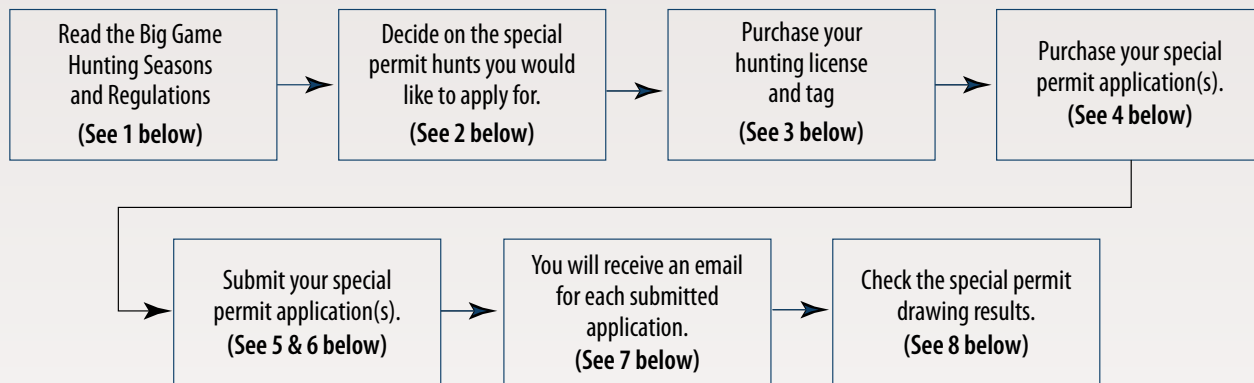 Read the Big Game
Hunting Seasons
and Regulations
(See 1 below)
Decide on the special
permit hunts you would
like to apply for.
(See 2 below)
Purchase your
hunting license
and tag
(See 3 below)
Purchase your special
permit application(s).
(See 4 below)
Submit your special
permit application(s).
(See 5 & 6 below)
You will receive an email
for each submitted
application.
(See 7 below)
Check the special permit
drawing results.
(See 8 below)